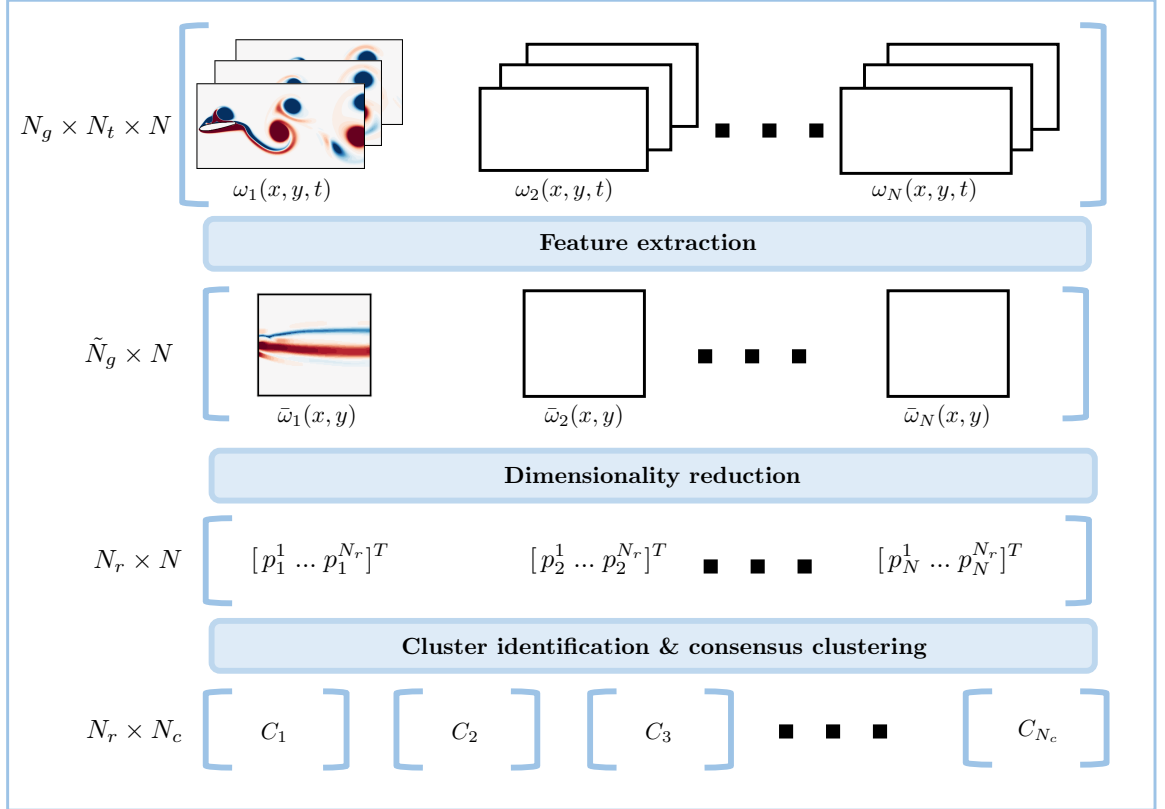 N_g × N_t × N
ω_1(x, y, t) ω_2(x, y, t) ω_N(x, y, t)
Feature extraction
Ñ_g × N
ω̄_1(x, y) ω̄_2(x, y) ω̄_N(x, y)
Dimensionality reduction
N_r × N [p_1^1 ... p_1^{N_r}]^T [p_2^1 ... p_2^{N_r}]^T [p_N^1 ... p_N^{N_r}]^T
Cluster identification & consensus clustering
N_r × N_c C_1 C_2 C_3 C_{N_c}